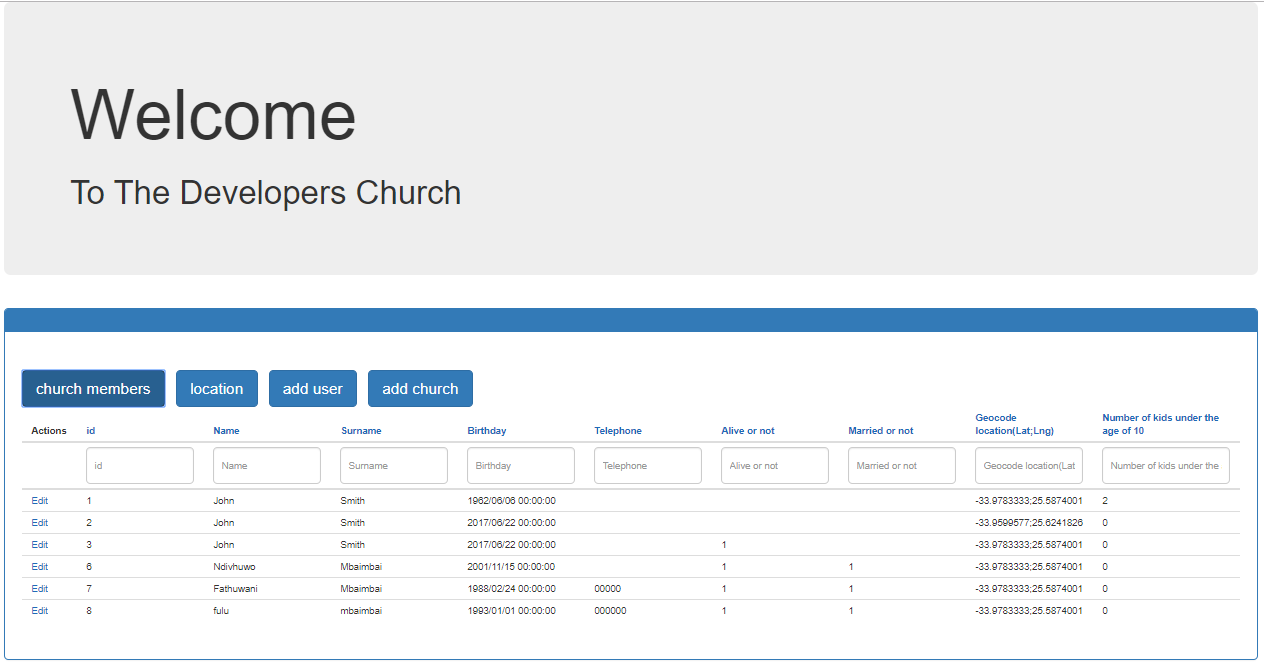 Welcome
To The Developers Church
church members location add user add church
Actions id Name Surname Birthday Telephone Alive or not Married or not Geocode location(Lat;Lng) Number of kids under the age of 10
id Name Surname Birthday Telephone Alive or not Married or not Geocode location(Lat Number of kids under the
Edit 1 John Smith 1962/06/06 00:00:00 -33.9783333;25.5874001 2
Edit 2 John Smith 2017/06/22 00:00:00 -33.9599577;25.6241826 0
Edit 3 John Smith 2017/06/22 00:00:00 1 -33.9783333;25.5874001 0
Edit 6 Ndivhuwo Mbaimbai 2001/11/15 00:00:00 1 1 -33.9783333;25.5874001 0
Edit 7 Fathuwani Mbaimbai 1988/02/24 00:00:00 00000 1 1 -33.9783333;25.5874001 0
Edit 8 fulu mbaimbai 1993/01/01 00:00:00 000000 1 1 -33.9783333;25.5874001 0